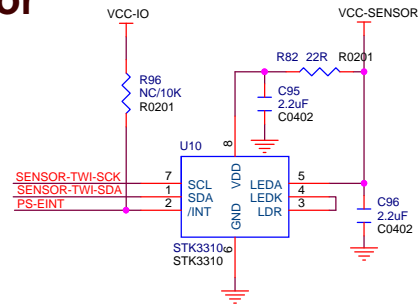 or
VCC-IO
VCC-SENSOR
R82 22R R0201
R96
NC/10K
R0201
C95
2.2uF
C0402
U10
8
VDD
SENSOR-TWI-SCK 7 SCL LEDA 5
SENSOR-TWI-SDA 1 SDA LEDK 4
PS-EINT 2 /INT LDR 3
GND
6
C96
2.2uF
C0402
STK3310
STK3310